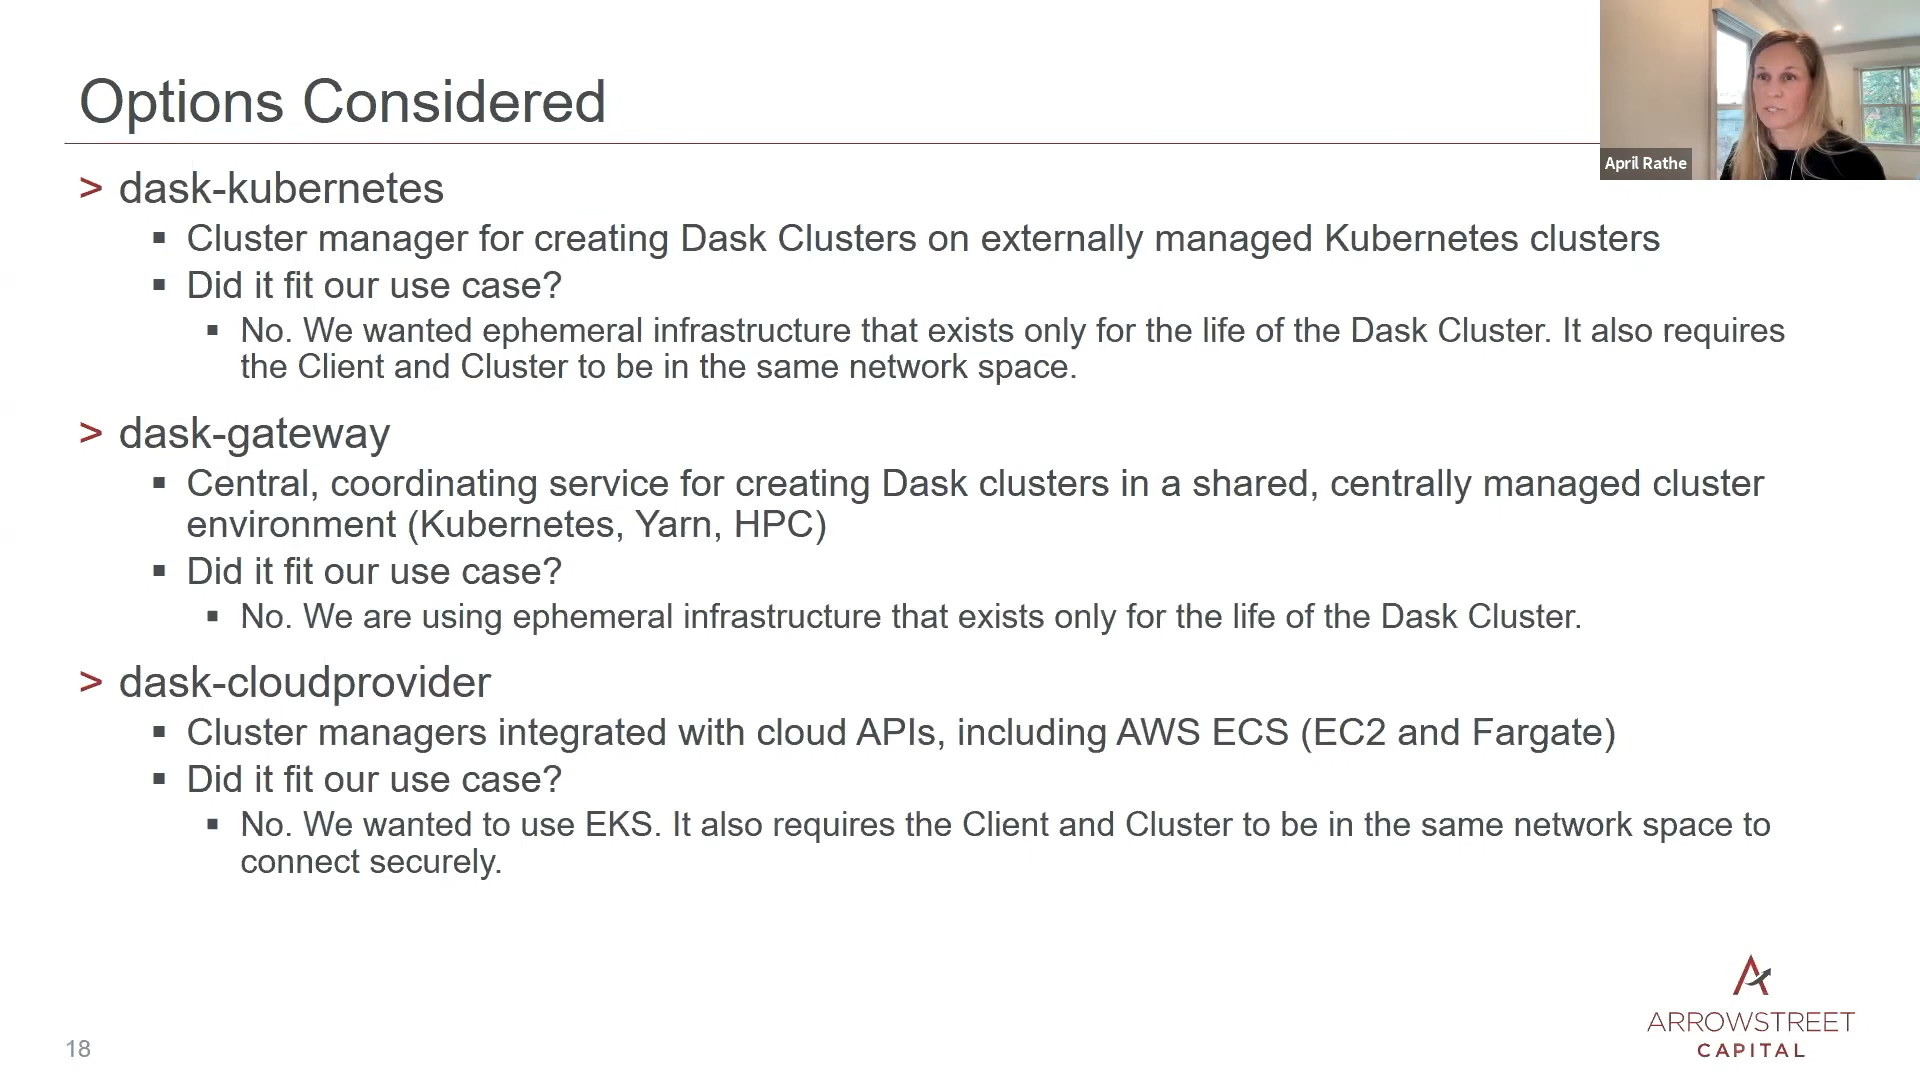 Options Considered
April Rathe
> dask-kubernetes
▪ Cluster manager for creating Dask Clusters on externally managed Kubernetes clusters
▪ Did it fit our use case?
▪ No. We wanted ephemeral infrastructure that exists only for the life of the Dask Cluster. It also requires
the Client and Cluster to be in the same network space.
> dask-gateway
▪ Central, coordinating service for creating Dask clusters in a shared, centrally managed cluster
environment (Kubernetes, Yarn, HPC)
▪ Did it fit our use case?
▪ No. We are using ephemeral infrastructure that exists only for the life of the Dask Cluster.
> dask-cloudprovider
▪ Cluster managers integrated with cloud APIs, including AWS ECS (EC2 and Fargate)
▪ Did it fit our use case?
▪ No. We wanted to use EKS. It also requires the Client and Cluster to be in the same network space to
connect securely.
ARROWSTREET
CAPITAL
18